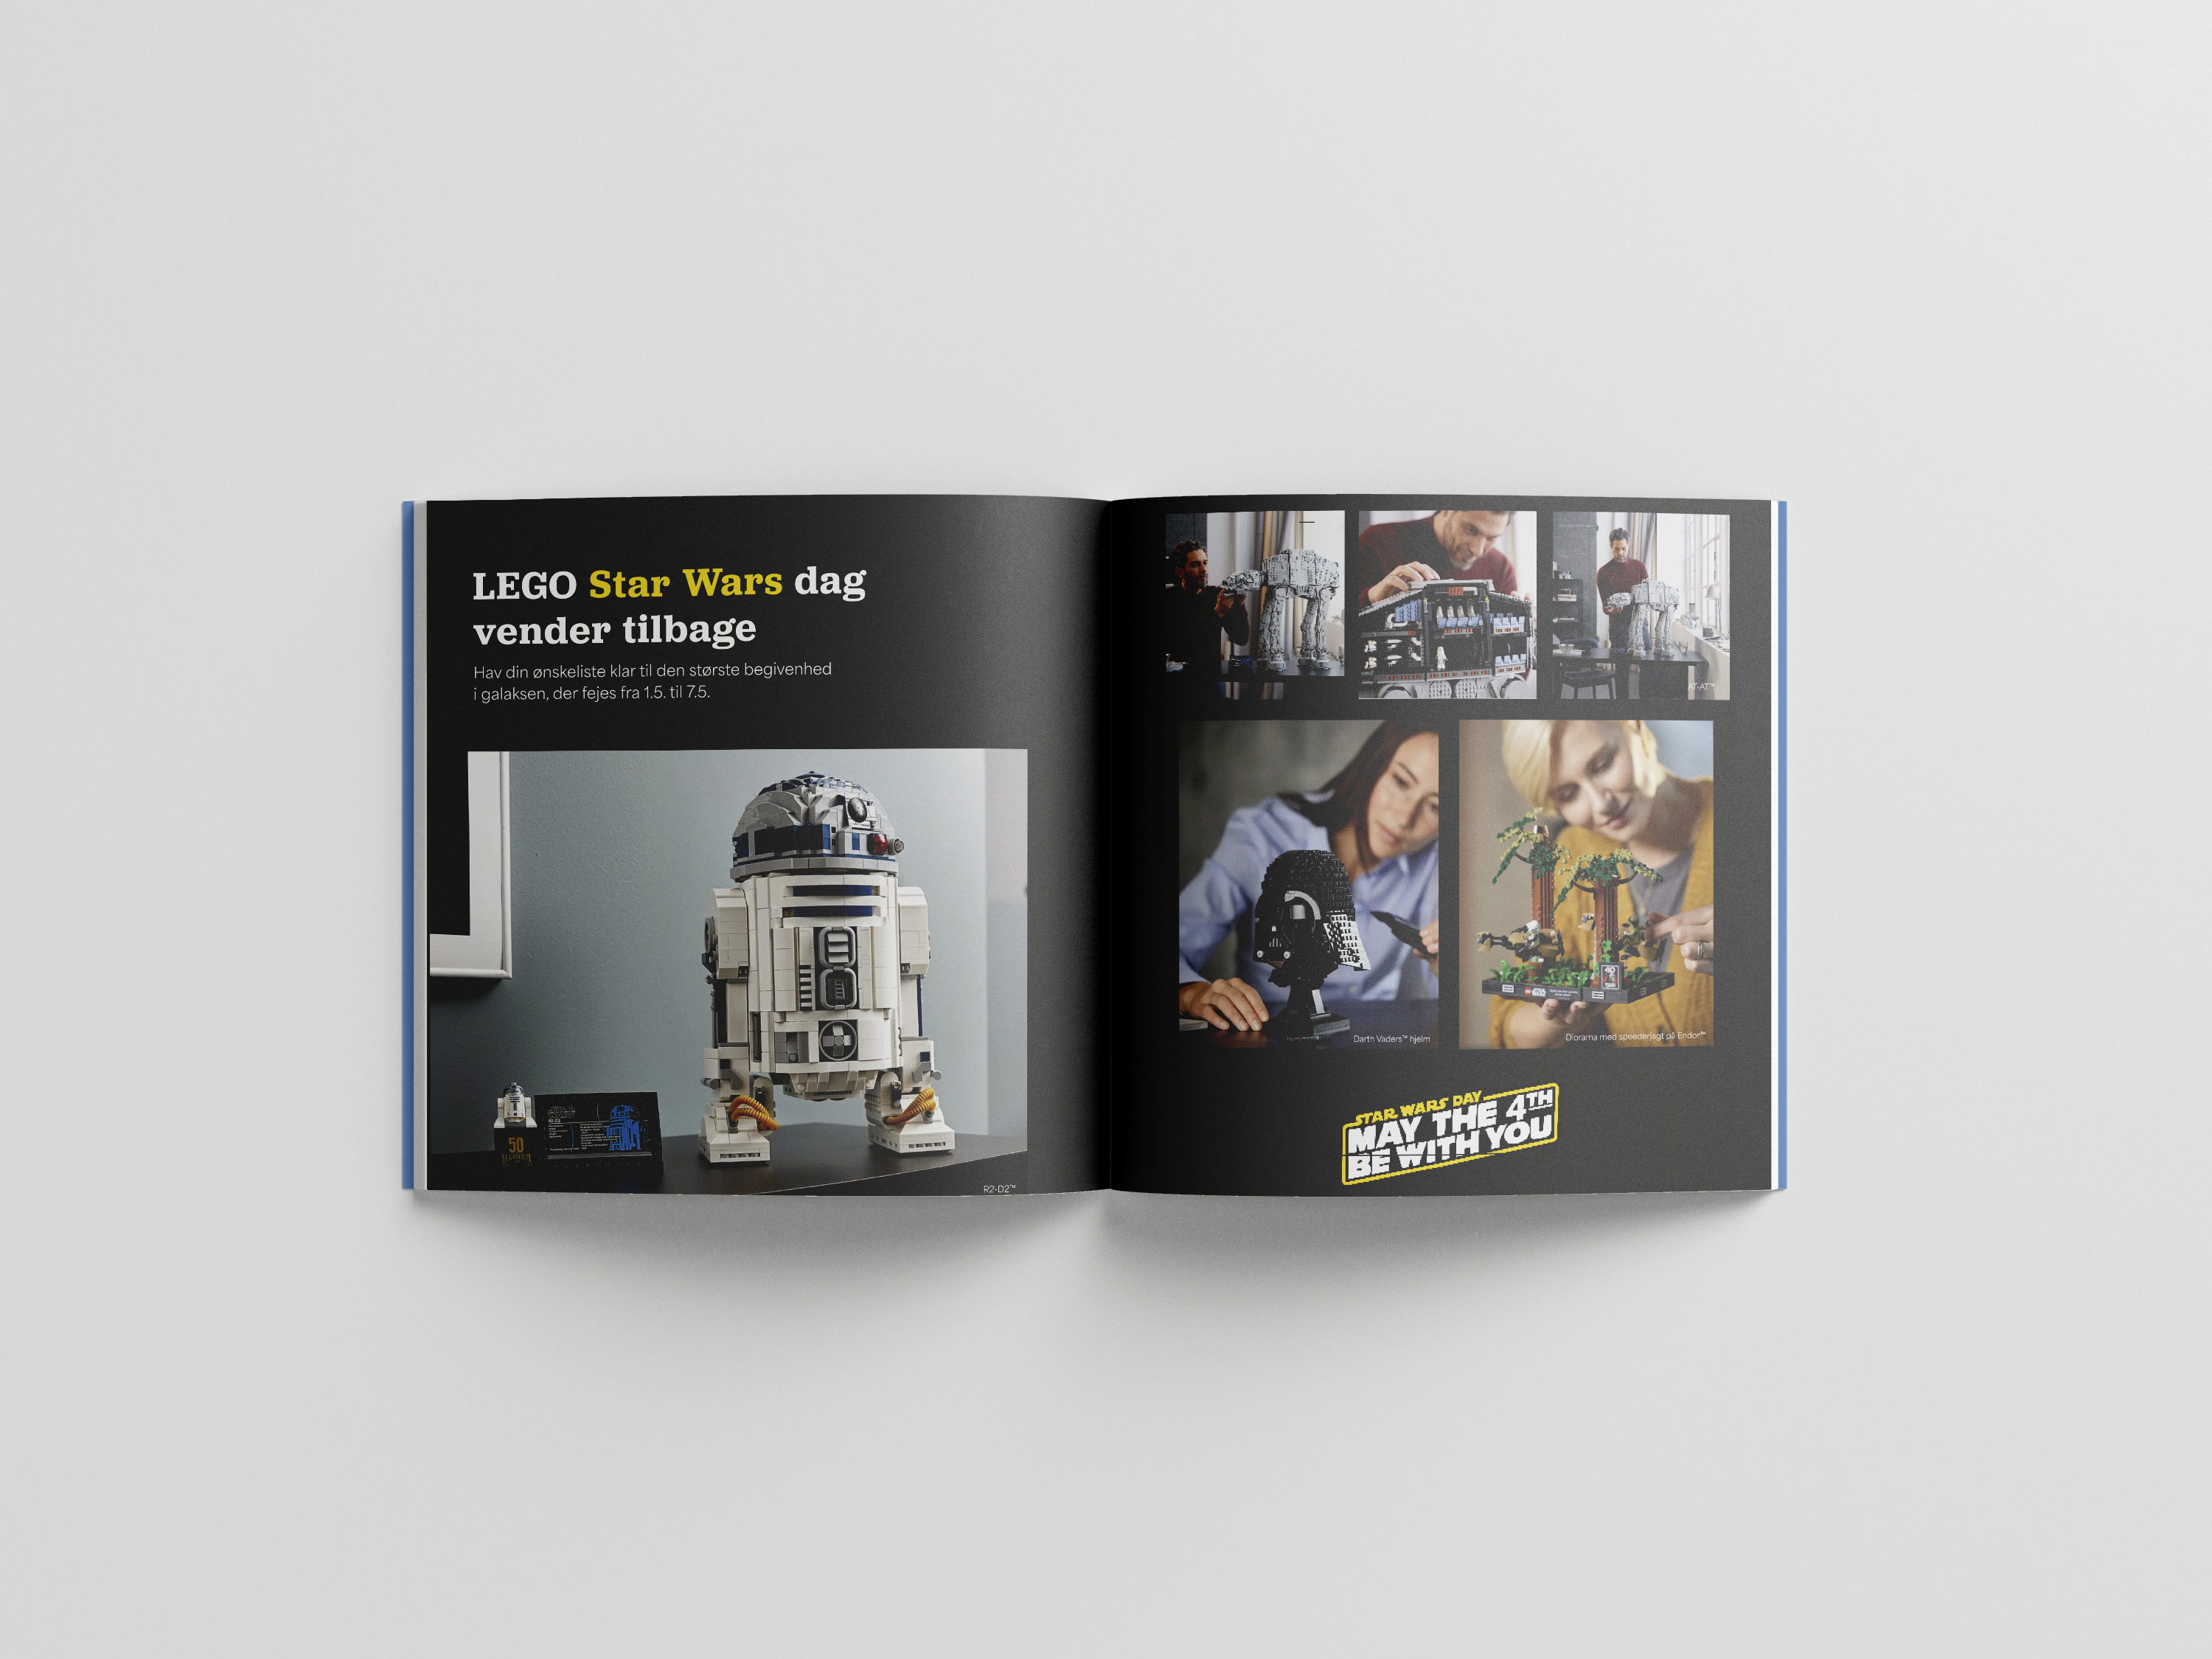 LEGO Star Wars dag
vender tilbage
Hav din ønskeliste klar til den største begivenhed
i galaksen, der fejes fra 1.5. til 7.5.
50
R2-D2™
AT-AT™
Darth Vaders™ hjelm
40
Diorama med speederjagt på Endor™
STAR WARS DAY
MAY THE 4TH
BE WITH YOU